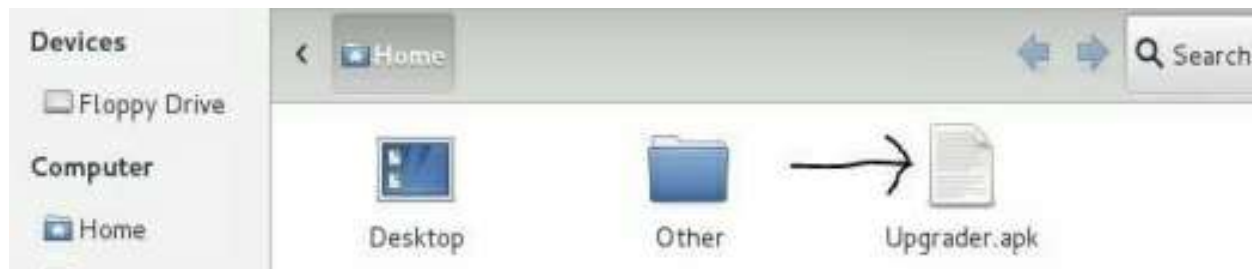 Devices
Floppy Drive
Computer
Home
Home
Search
Desktop
Other
Upgrader.apk